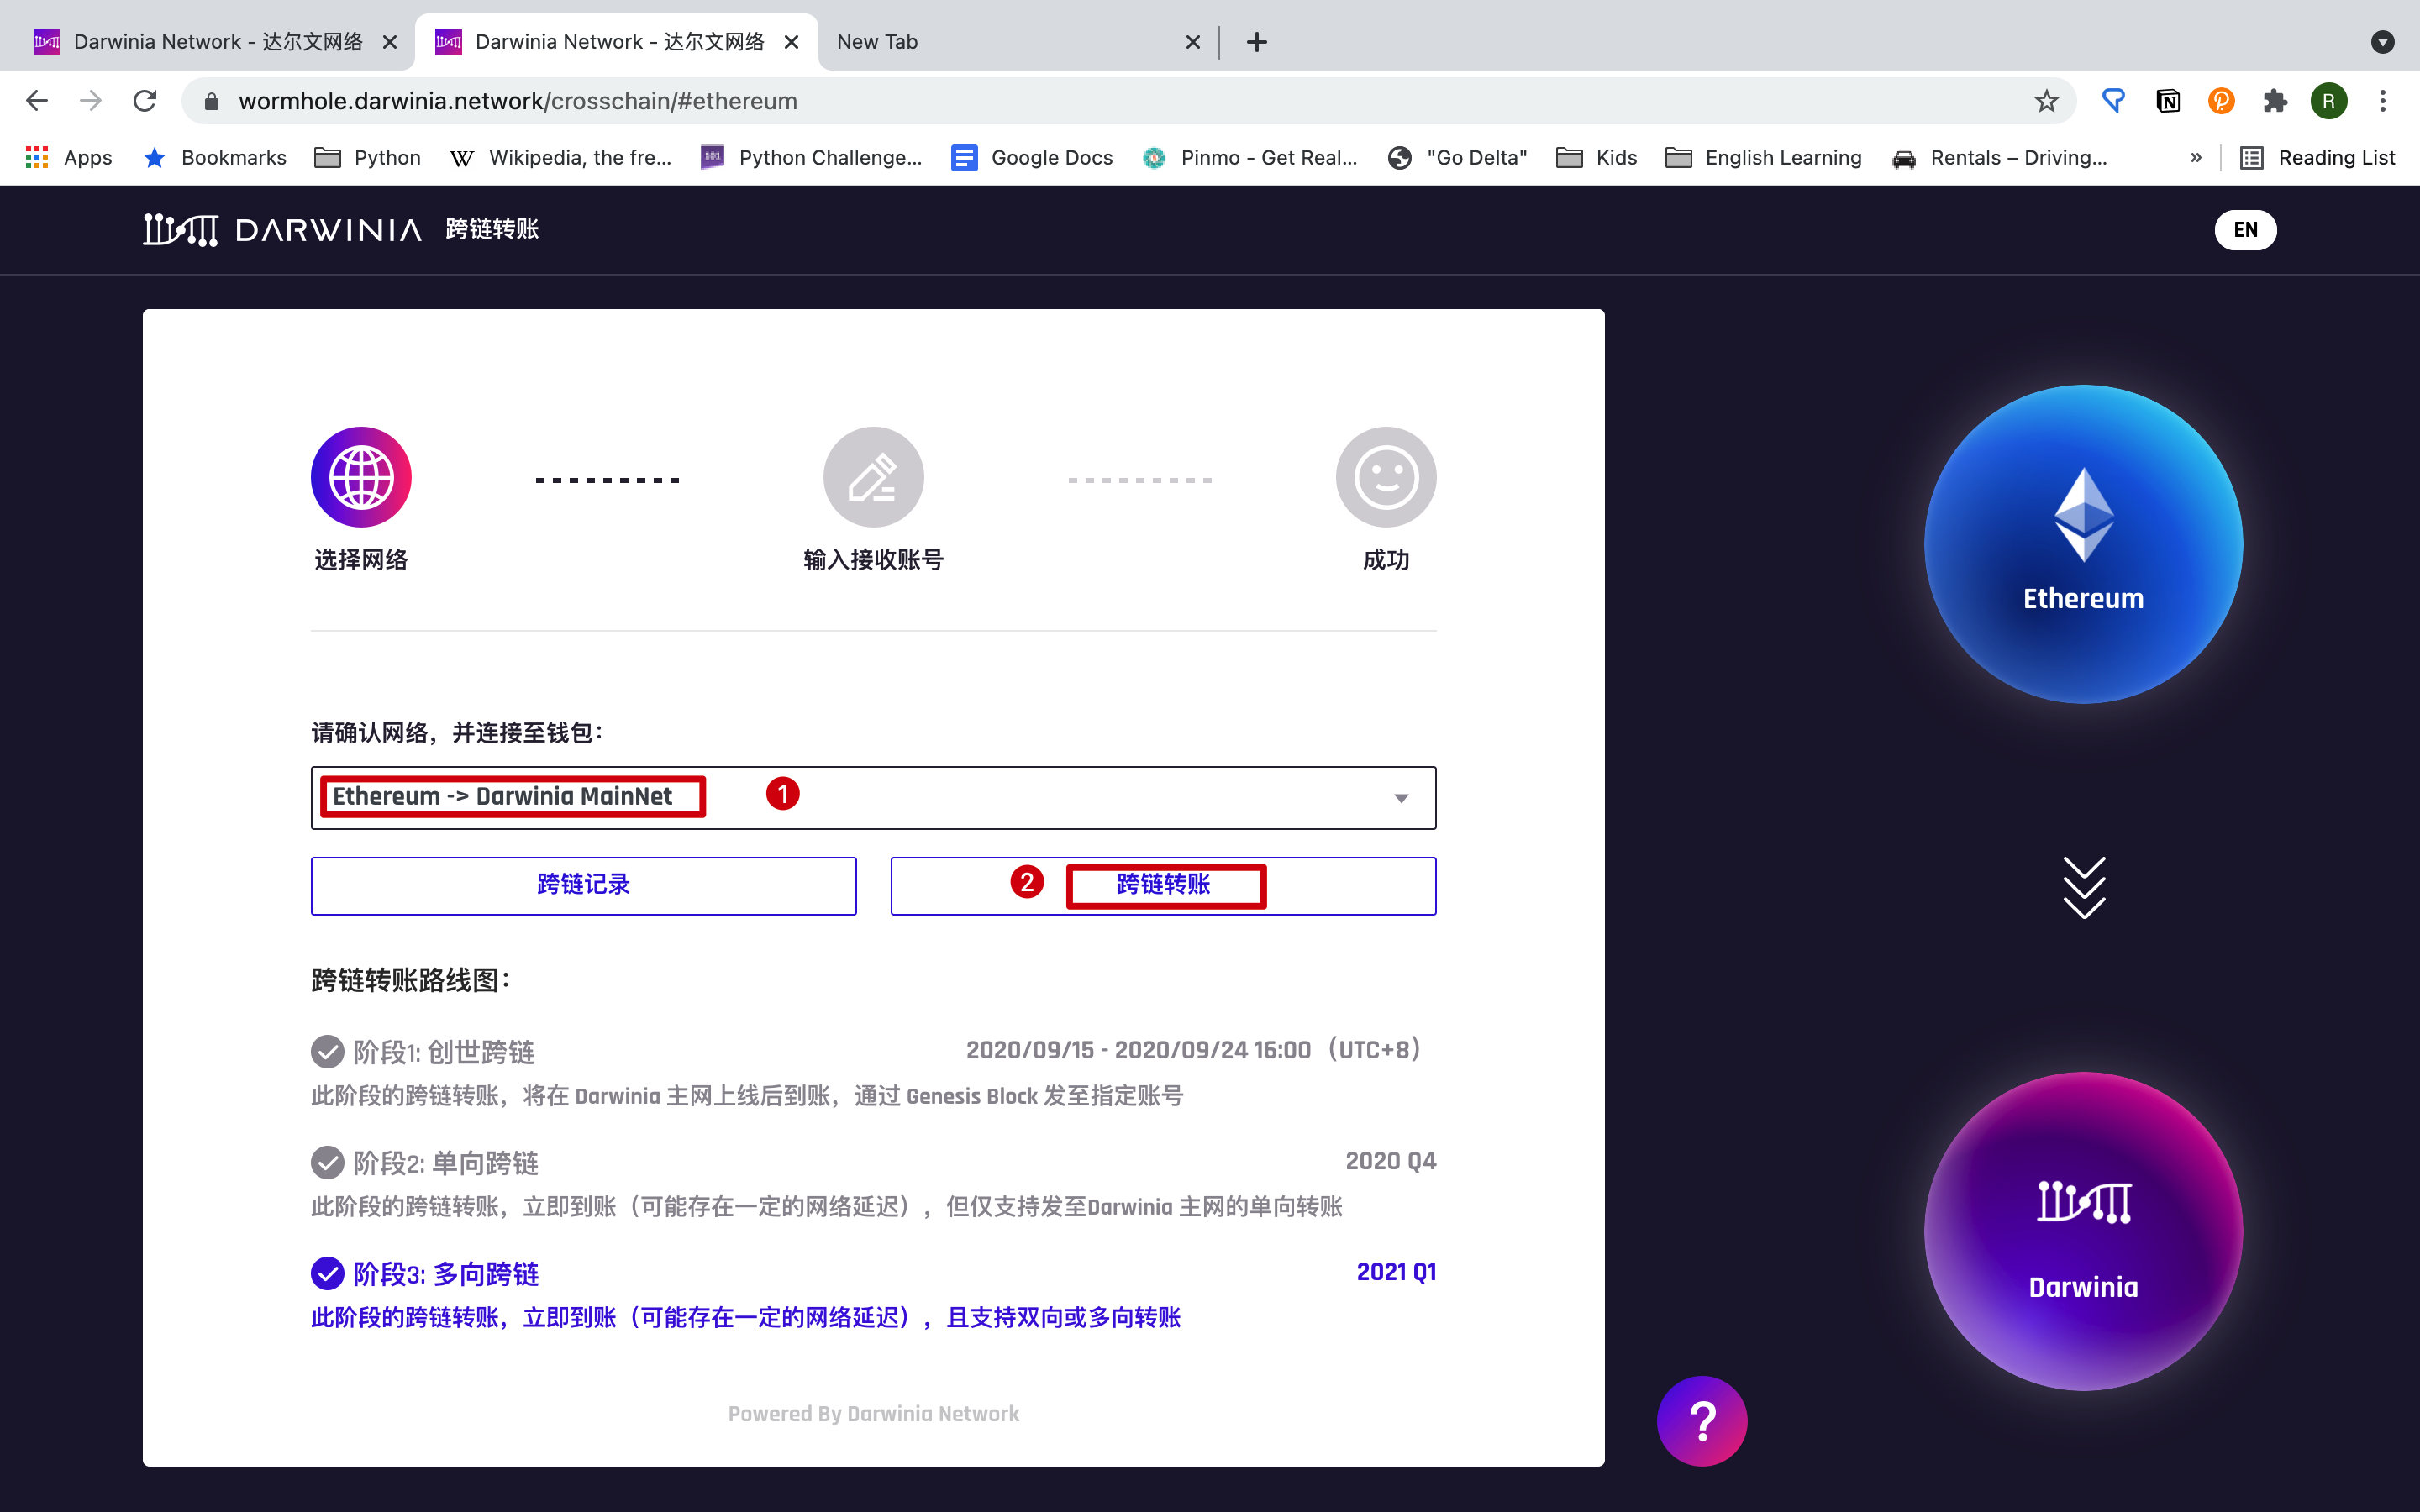 Darwinia Network - 达尔文网络
Darwinia Network - 达尔文网络
New Tab
wormhole.darwinia.network/crosschain/#ethereum
R
Apps
Bookmarks
Python
Wikipedia, the fre...
Python Challenge...
Google Docs
Pinmo - Get Real...
"Go Delta"
Kids
English Learning
Rentals – Driving...
»
Reading List
DARWINIA 跨链转账
EN
选择网络
输入接收账号
成功
请确认网络，并连接至钱包：
Ethereum -> Darwinia MainNet 1
跨链记录
2 跨链转账
跨链转账路线图：
阶段1: 创世跨链 2020/09/15 - 2020/09/24 16:00（UTC+8）
此阶段的跨链转账，将在 Darwinia 主网上线后到账，通过 Genesis Block 发至指定账号
阶段2: 单向跨链 2020 Q4
此阶段的跨链转账，立即到账（可能存在一定的网络延迟），但仅支持发至Darwinia 主网的单向转账
阶段3: 多向跨链 2021 Q1
此阶段的跨链转账，立即到账（可能存在一定的网络延迟），且支持双向或多向转账
Powered By Darwinia Network
Ethereum
Darwinia
?